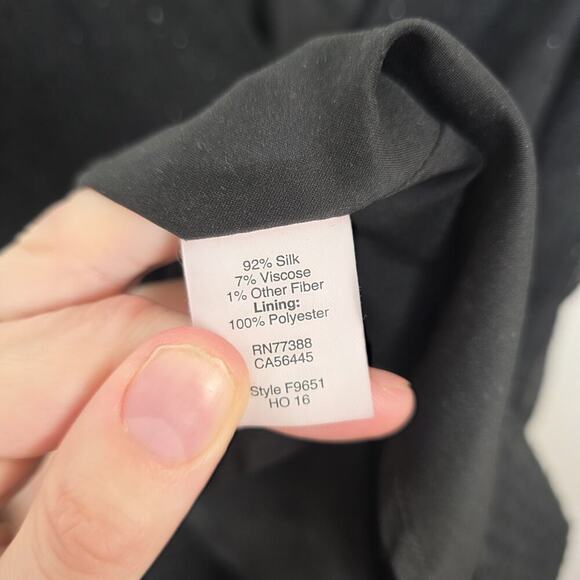 92% Silk
7% Viscose
1% Other Fiber
Lining:
100% Polyester
RN77388
CA56445
Style F9651
HO 16